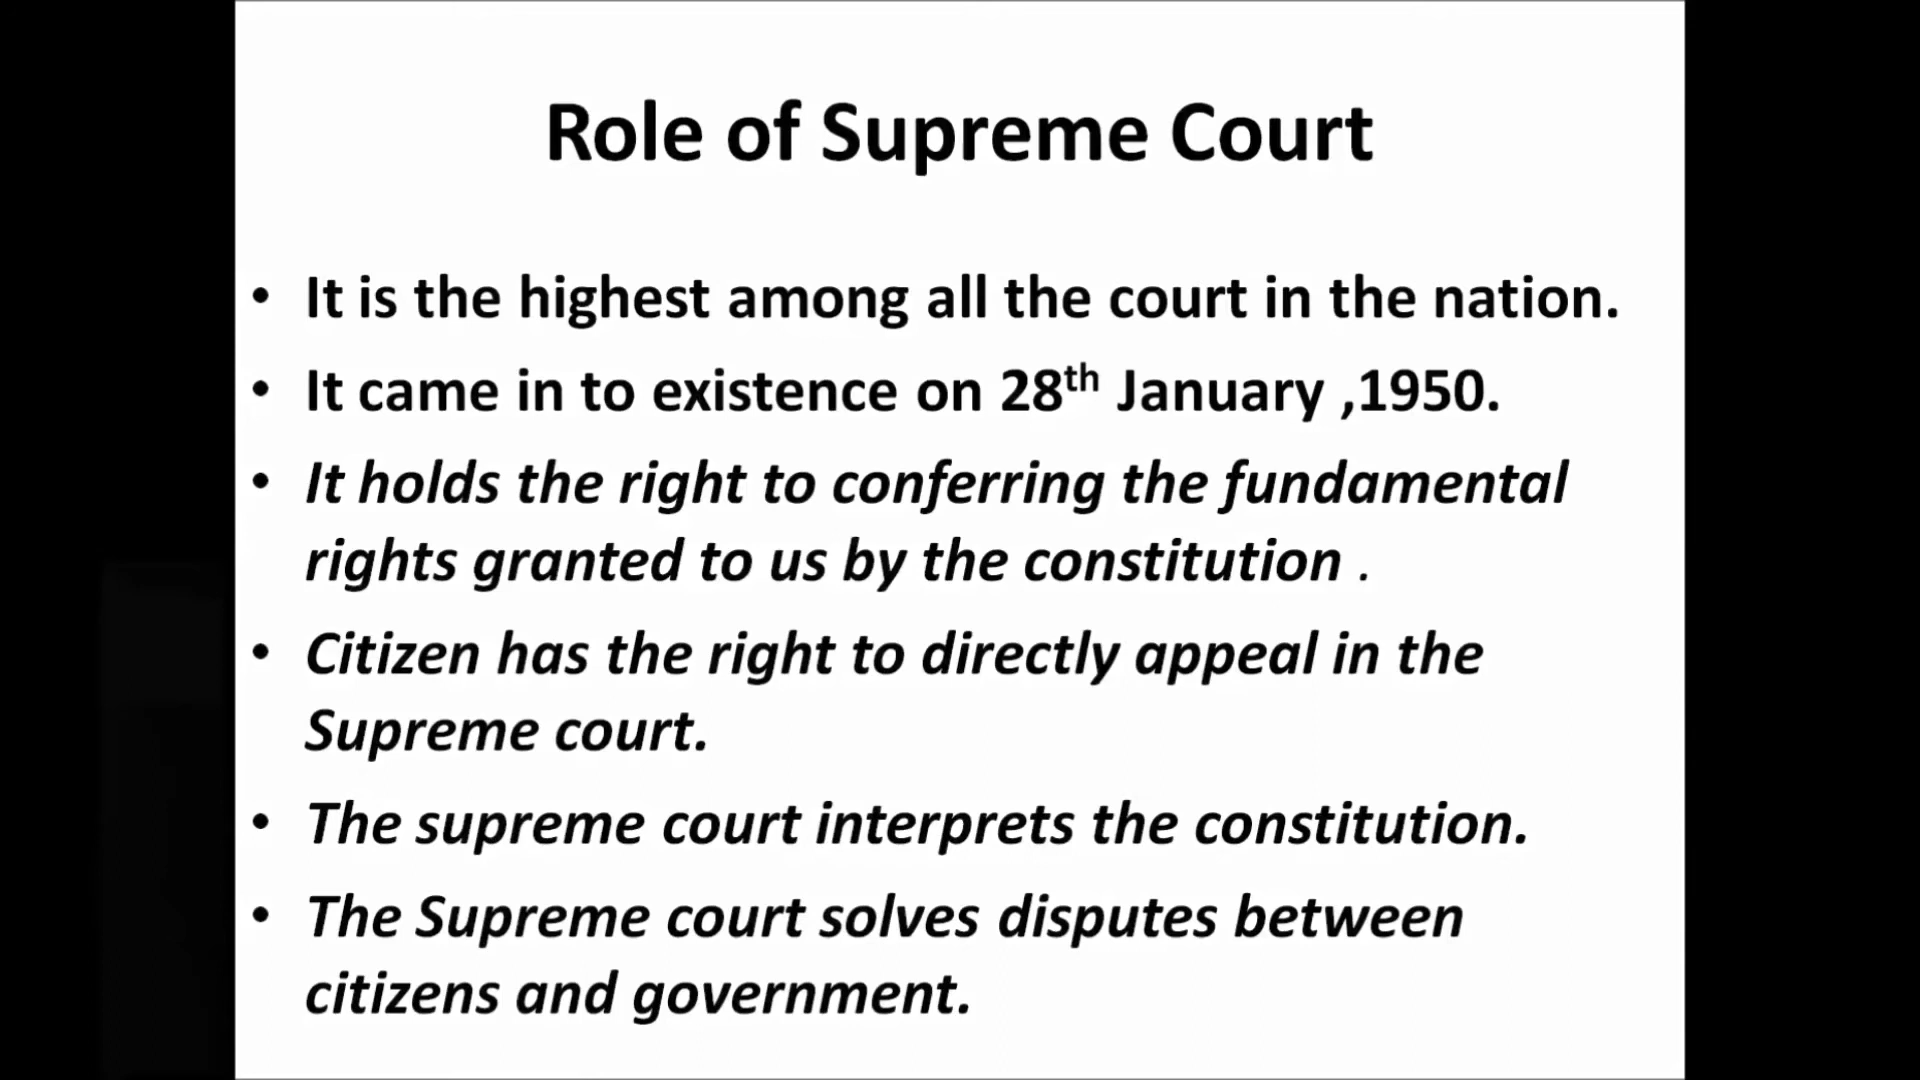 Role of Supreme Court
• It is the highest among all the court in the nation.
• It came in to existence on 28th January ,1950.
• It holds the right to conferring the fundamental
rights granted to us by the constitution .
• Citizen has the right to directly appeal in the
Supreme court.
• The supreme court interprets the constitution.
• The Supreme court solves disputes between
citizens and government.